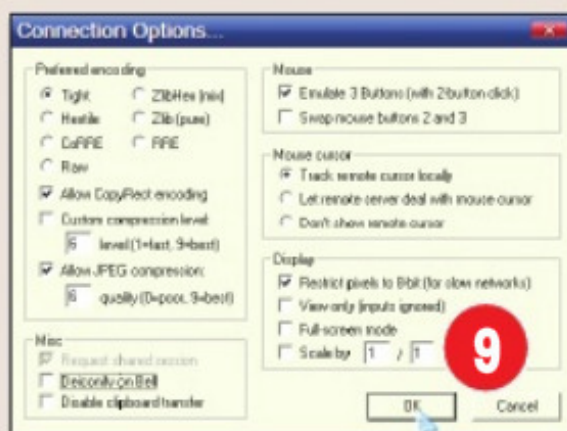 Connection Options...
Preferred encoding
Tight
ZlibHex (mix)
Hextile
Zlib (pure)
CoRRE
RRE
Raw
Allow CopyRect encoding
Custom compression level:
6 level (1=fast, 9=best)
Allow JPEG compression:
6 quality (0=poor, 9=best)
Misc
Request shared session
Deiconify on Bell
Disable clipboard transfer
Mouse
Emulate 3 Buttons (with 2-button click)
Swap mouse buttons 2 and 3
Mouse cursor
Track remote cursor locally
Let remote server deal with mouse cursor
Don't show remote cursor
Display
Restrict pixels to 8-bit (for slow networks)
View only (inputs ignored)
Full-screen mode
Scale by 1 / 1
9
OK
Cancel